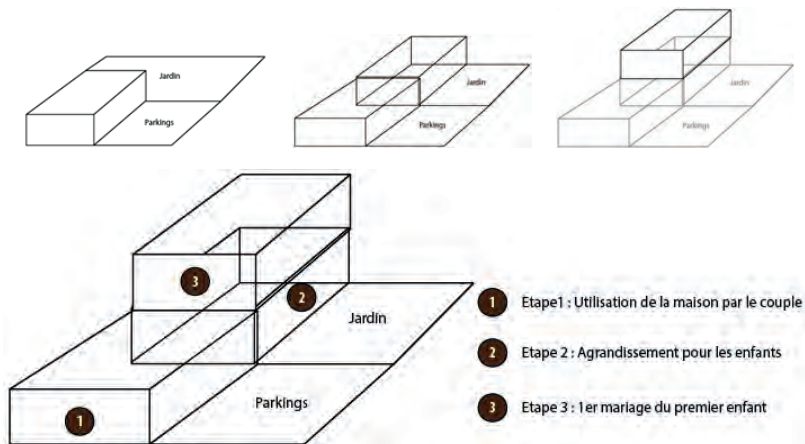 Jardin
Parkings
Jardin
Parkings
Jardin
Parkings
3
2
Jardin
Parkings
1
1 Etape1 : Utilisation de la maison par le couple
2 Etape 2 : Agrandissement pour les enfants
3 Etape 3 : 1er mariage du premier enfant